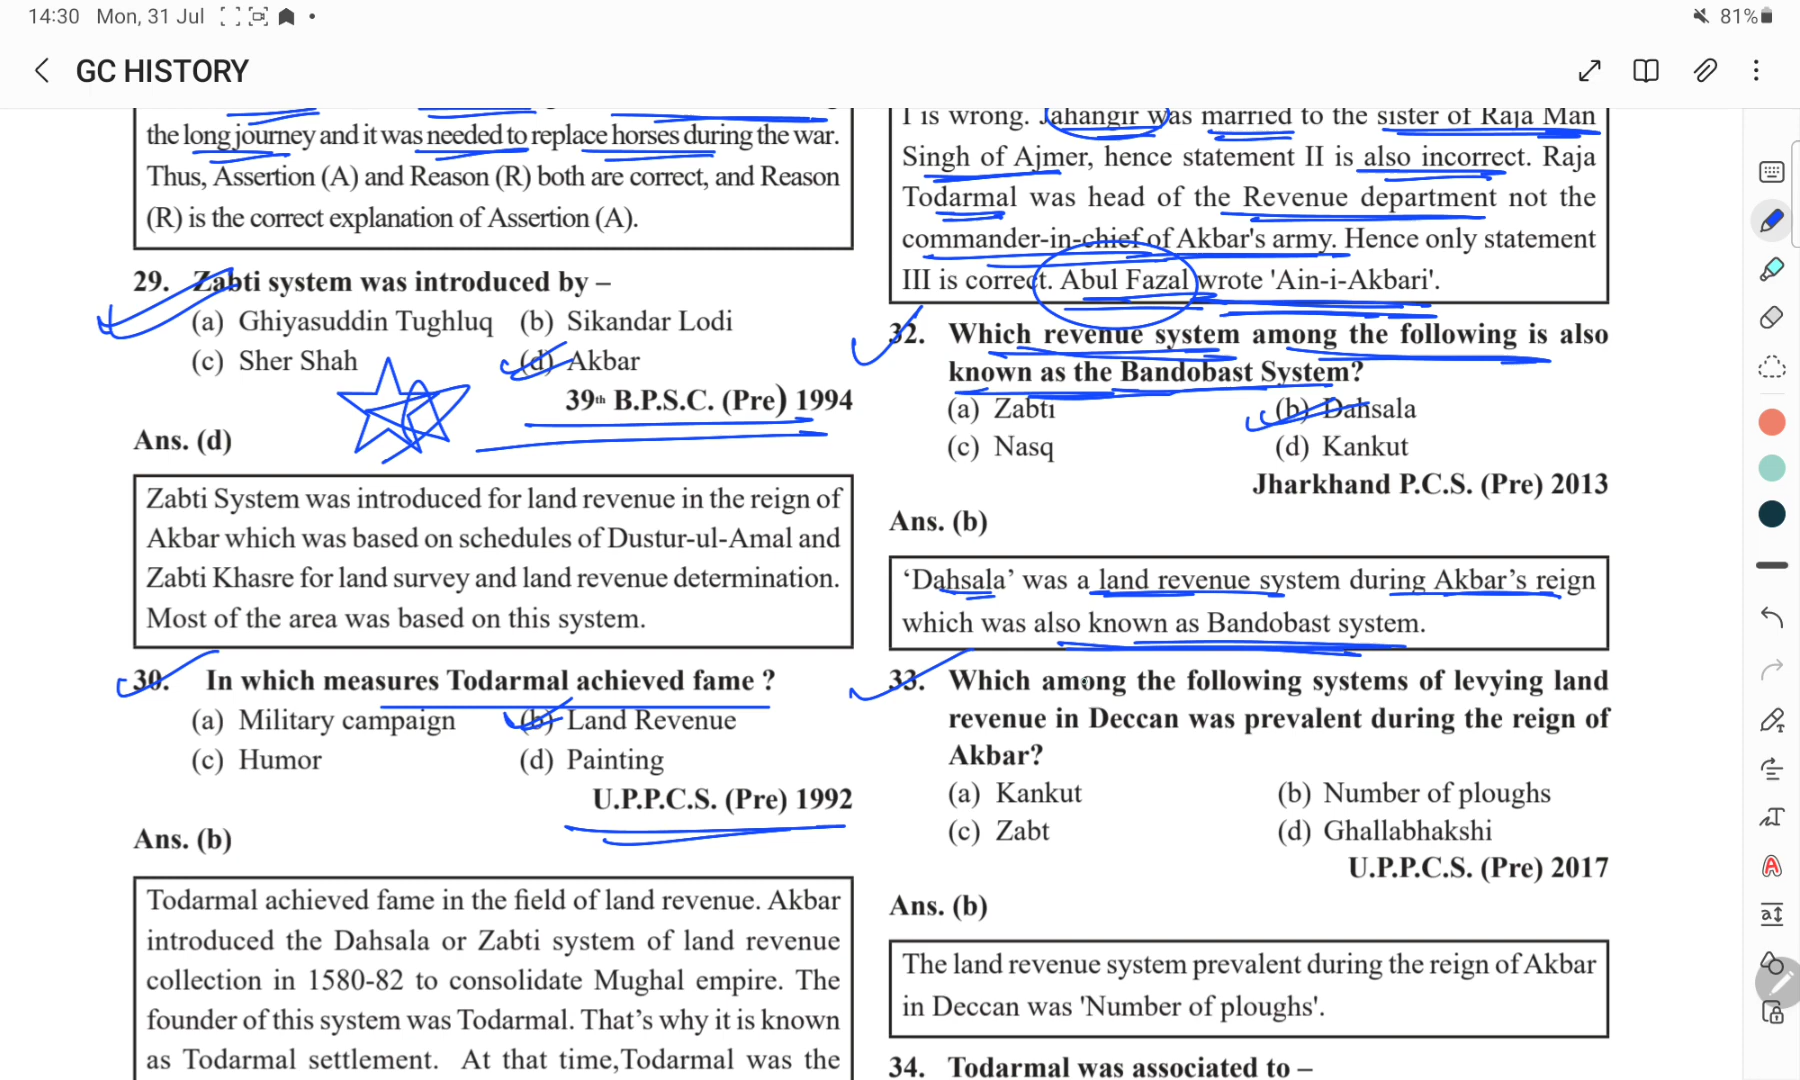 14:30 Mon, 31 Jul
81%
GC HISTORY
the long journey and it was needed to replace horses during the war.
Thus, Assertion (A) and Reason (R) both are correct, and Reason
(R) is the correct explanation of Assertion (A).
29. Zabti system was introduced by –
(a) Ghiyasuddin Tughluq (b) Sikandar Lodi
(c) Sher Shah (d) Akbar
39th B.P.S.C. (Pre) 1994
Ans. (d)
Zabti System was introduced for land revenue in the reign of
Akbar which was based on schedules of Dustur-ul-Amal and
Zabti Khasre for land survey and land revenue determination.
Most of the area was based on this system.
30. In which measures Todarmal achieved fame ?
(a) Military campaign (b) Land Revenue
(c) Humor (d) Painting
U.P.P.C.S. (Pre) 1992
Ans. (b)
Todarmal achieved fame in the field of land revenue. Akbar
introduced the Dahsala or Zabti system of land revenue
collection in 1580-82 to consolidate Mughal empire. The
founder of this system was Todarmal. That's why it is known
as Todarmal settlement. At that time,Todarmal was the
I is wrong. Jahangir was married to the sister of Raja Man
Singh of Ajmer, hence statement II is also incorrect. Raja
Todarmal was head of the Revenue department not the
commander-in-chief of Akbar's army. Hence only statement
III is correct. Abul Fazal wrote 'Ain-i-Akbari'.
32. Which revenue system among the following is also
known as the Bandobast System?
(a) Zabti (b) Dahsala
(c) Nasq (d) Kankut
Jharkhand P.C.S. (Pre) 2013
Ans. (b)
‘Dahsala’ was a land revenue system during Akbar’s reign
which was also known as Bandobast system.
33. Which among the following systems of levying land
revenue in Deccan was prevalent during the reign of
Akbar?
(a) Kankut (b) Number of ploughs
(c) Zabt (d) Ghallabhakshi
U.P.P.C.S. (Pre) 2017
Ans. (b)
The land revenue system prevalent during the reign of Akbar
in Deccan was 'Number of ploughs'.
34. Todarmal was associated to –